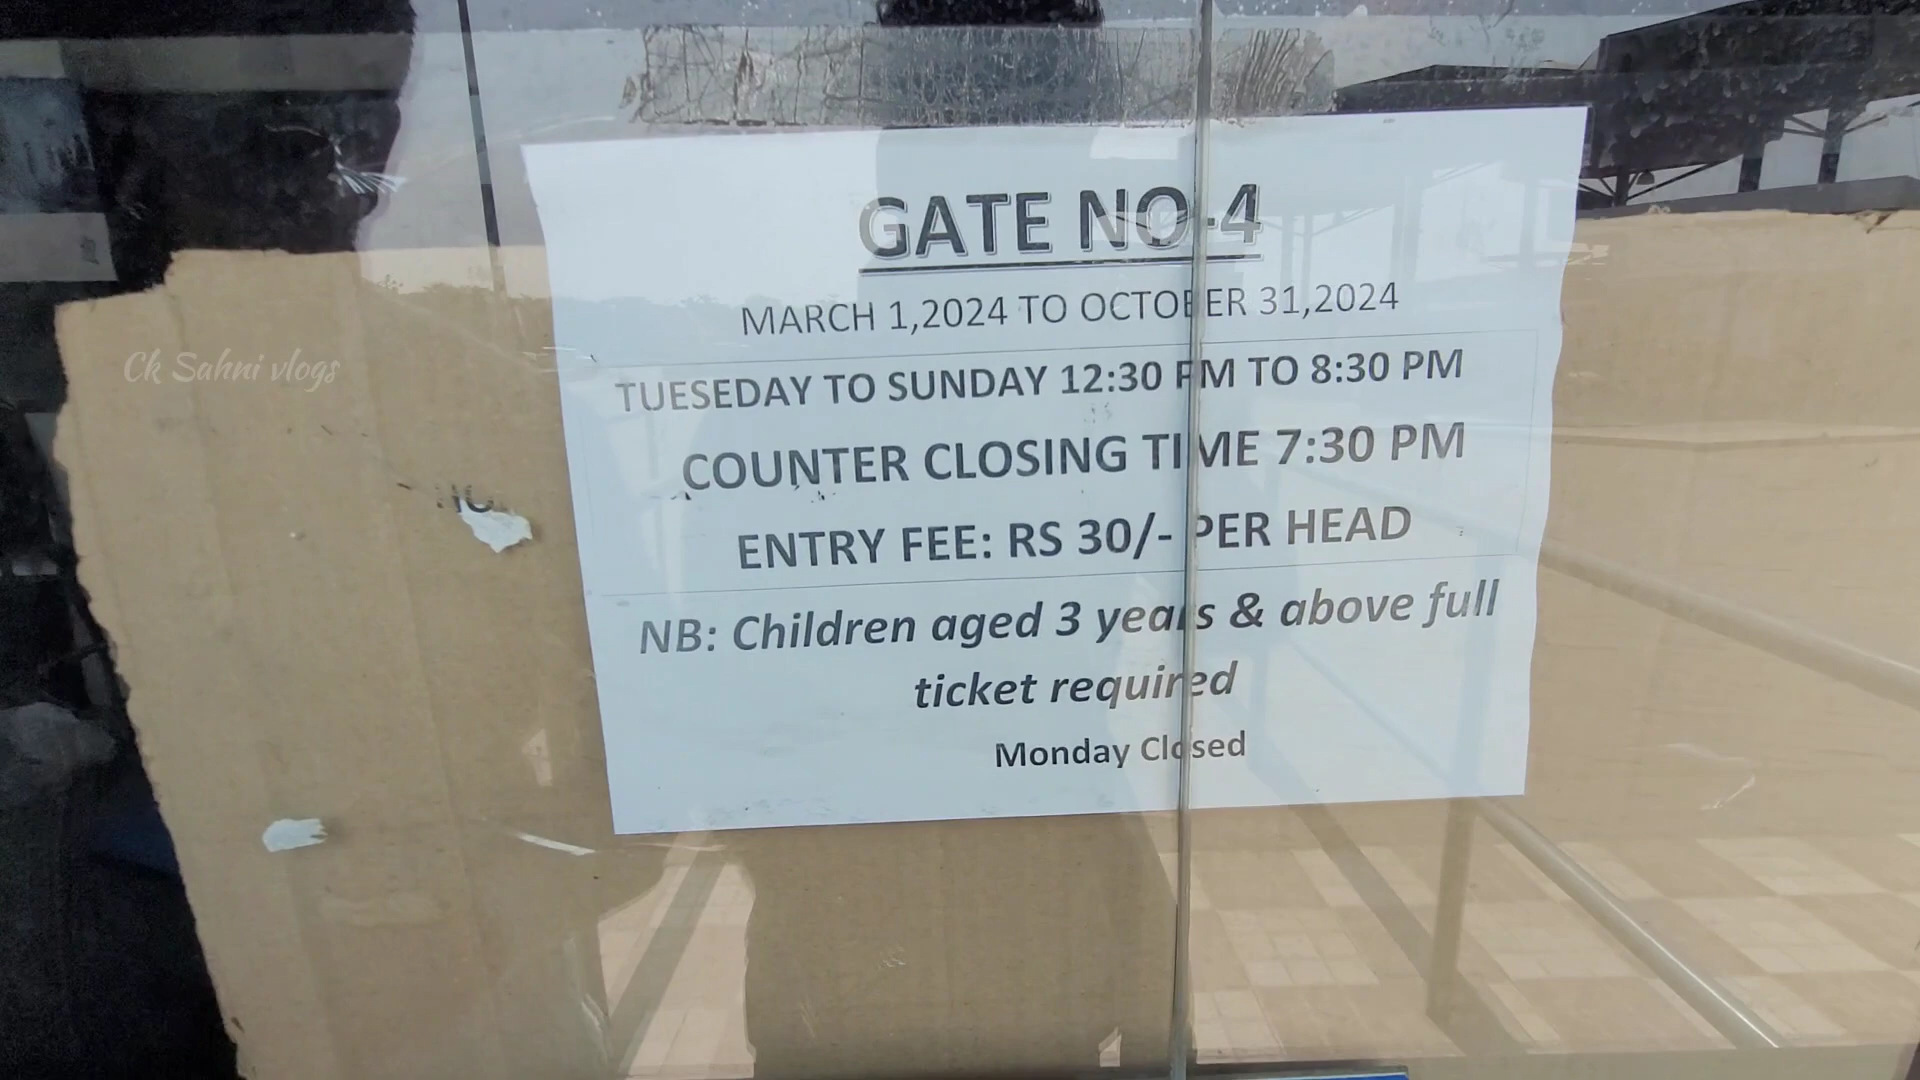 GATE NO-4
MARCH 1,2024 TO OCTOBER 31,2024
TUESEDAY TO SUNDAY 12:30 PM TO 8:30 PM
COUNTER CLOSING TIME 7:30 PM
ENTRY FEE: RS 30/- PER HEAD
NB: Children aged 3 years & above full
ticket required
Monday Closed
Ck Sahni vlogs